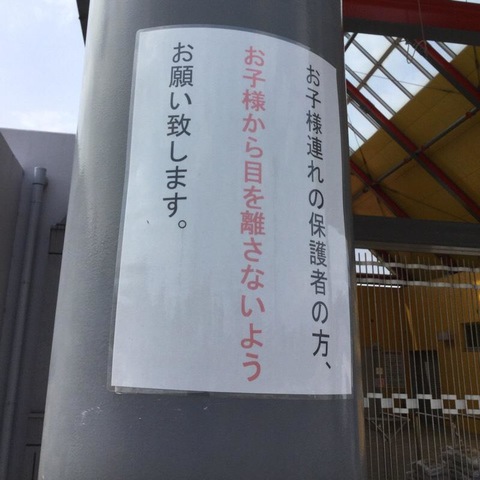 お子様連れの保護者の方、
お子様から目を離さないよう
お願い致します。